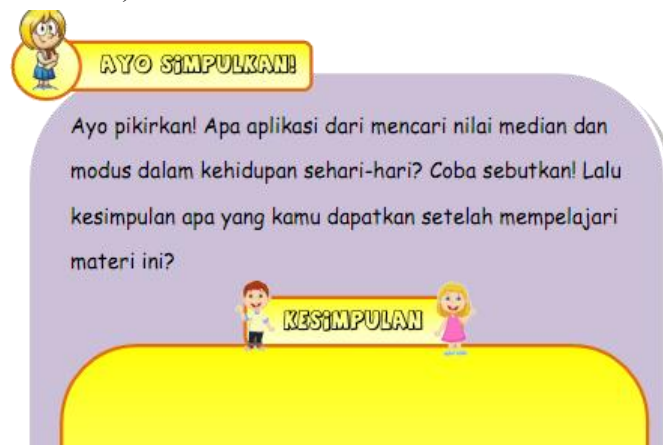 AYO SIMPULKAN!
Ayo pikirkan! Apa aplikasi dari mencari nilai median dan
modus dalam kehidupan sehari-hari? Coba sebutkan! Lalu
kesimpulan apa yang kamu dapatkan setelah mempelajari
materi ini?
KESIMPULAN